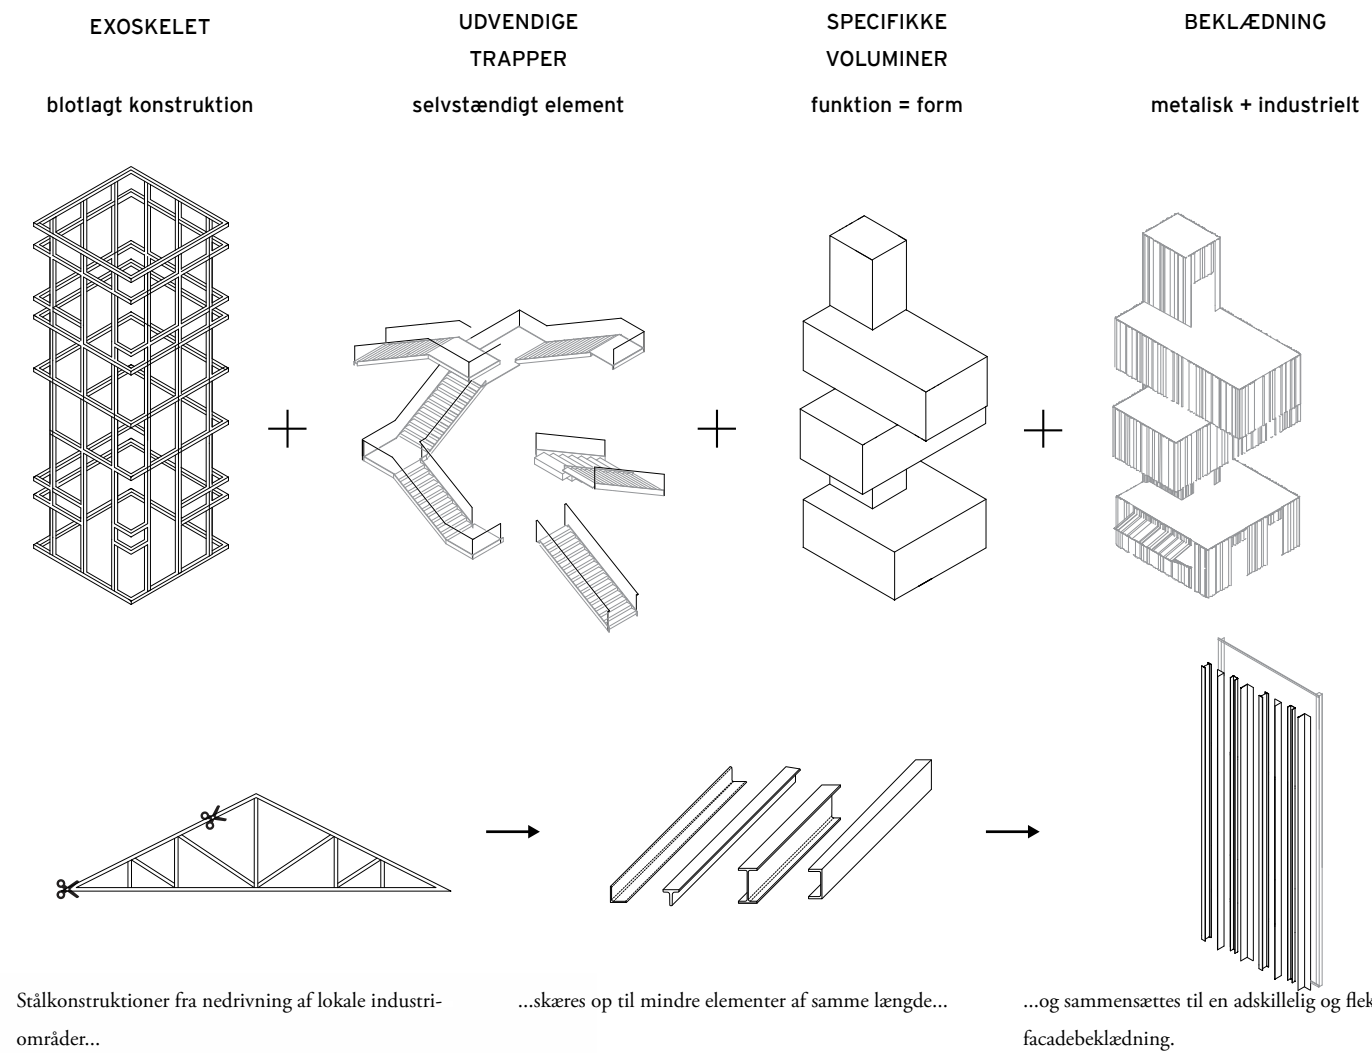 EXOSKELET
blotlagt konstruktion
UDVENDIGE
TRAPPER
selvstændigt element
SPECIFIKKE
VOLUMINER
funktion = form
BEKLÆDNING
metalisk + industrielt
Stålkonstruktioner fra nedrivning af lokale industri-
områder...
...skæres op til mindre elementer af samme længde...
...og sammensættes til en adskillelig og
facadebeklædning.